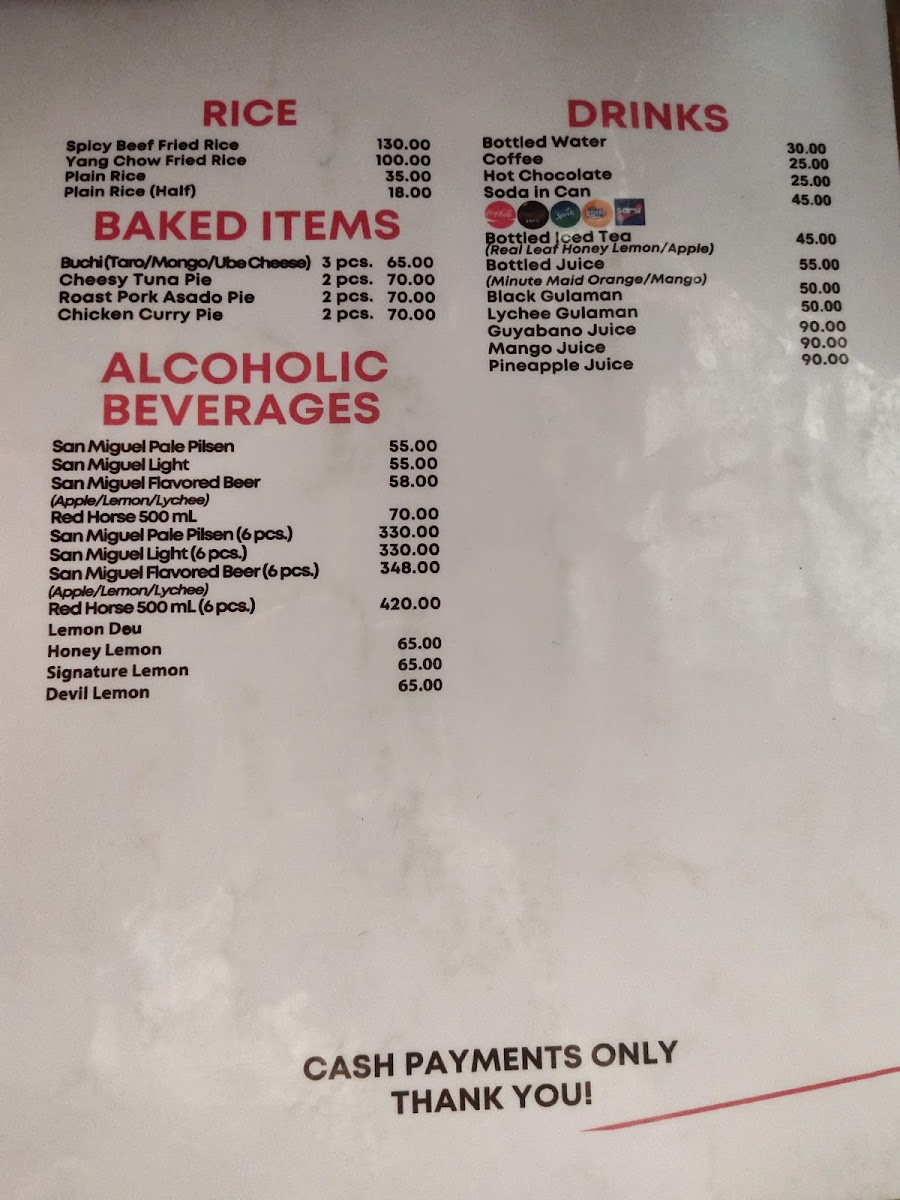 RICE
Spicy Beef Fried Rice 130.00
Yang Chow Fried Rice 100.00
Plain Rice 35.00
Plain Rice (Half) 18.00
BAKED ITEMS
Buchi (Taro/Mongo/Ube Cheese) 3 pcs. 65.00
Cheesy Tuna Pie 2 pcs. 70.00
Roast Pork Asado Pie 2 pcs. 70.00
Chicken Curry Pie 2 pcs. 70.00
ALCOHOLIC
BEVERAGES
San Miguel Pale Pilsen 55.00
San Miguel Light 55.00
San Miguel Flavored Beer 58.00
(Apple/Lemon/Lychee)
Red Horse 500 mL 70.00
San Miguel Pale Pilsen (6 pcs.) 330.00
San Miguel Light (6 pcs.) 330.00
San Miguel Flavored Beer (6 pcs.) 348.00
(Apple/Lemon/Lychee)
Red Horse 500 mL (6 pcs.) 420.00
Lemon Dou
Honey Lemon 65.00
Signature Lemon 65.00
Devil Lemon 65.00
DRINKS
Bottled Water 30.00
Coffee 25.00
Hot Chocolate 25.00
Soda in Can 45.00
Coca-Cola Sprite
Bottled Iced Tea 45.00
(Real Leaf Honey Lemon/Apple)
Bottled Juice 55.00
(Minute Maid Orange/Mango)
Black Gulaman 50.00
Lychee Gulaman 50.00
Guyabano Juice 90.00
Mango Juice 90.00
Pineapple Juice 90.00
CASH PAYMENTS ONLY
THANK YOU!